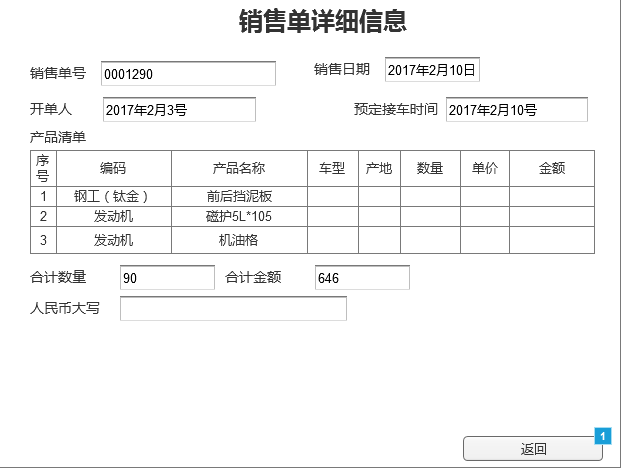 销售单详细信息
销售单号 0001290 销售日期 2017年2月10日
开单人 2017年2月3号 预定接车时间 2017年2月10号
产品清单
序号 编码 产品名称 车型 产地 数量 单价 金额
1 钢工（钛金） 前后挡泥板
2 发动机 磁护5L*105
3 发动机 机油格
合计数量 90 合计金额 646
人民币大写
1
返回